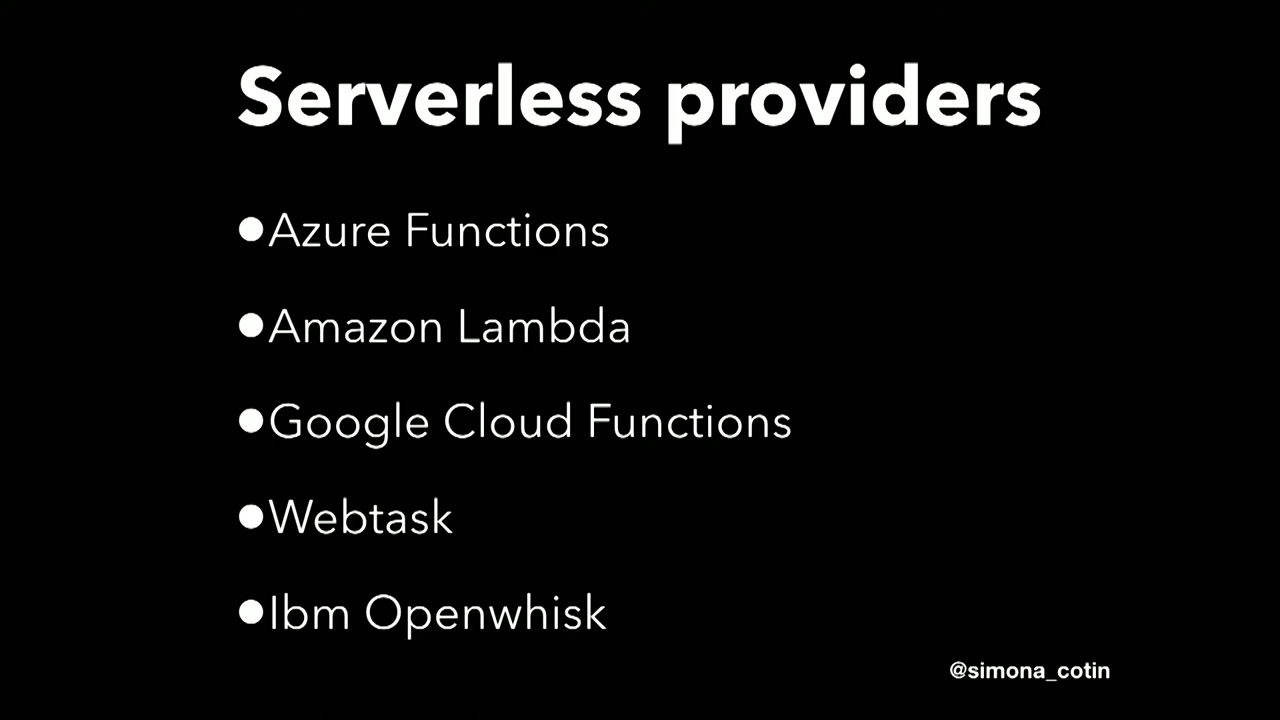 Serverless providers
•Azure Functions
•Amazon Lambda
•Google Cloud Functions
•Webtask
•Ibm Openwhisk
@simona_cotin